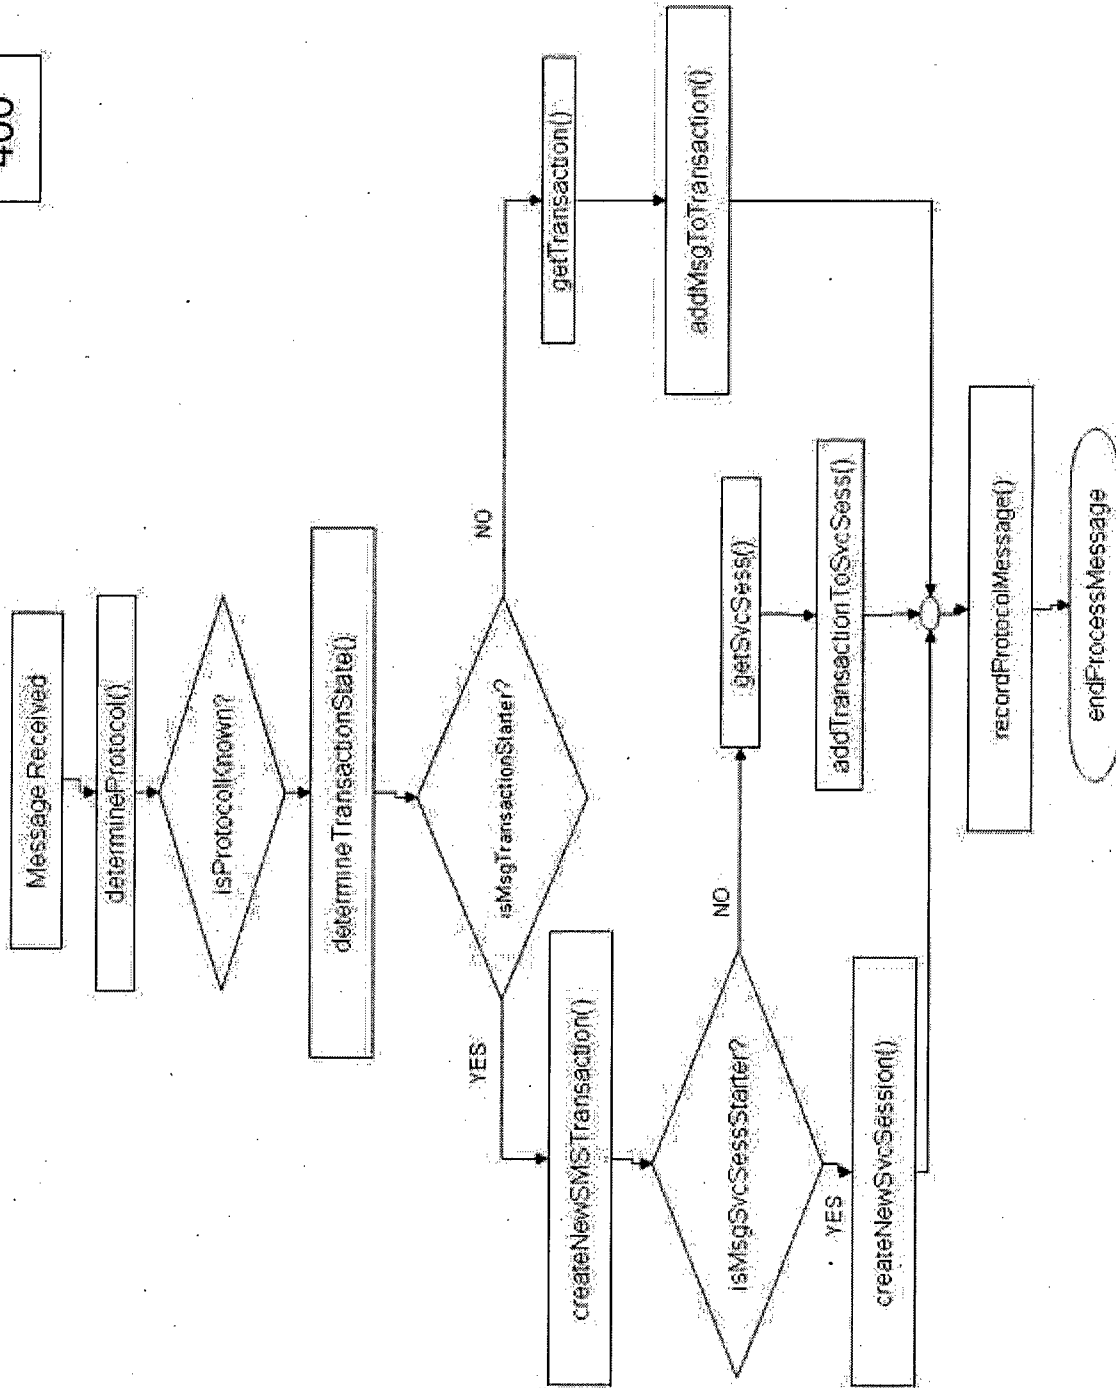 Message Received
determineProtocol()
isProtocolKnown?
determineTransactionState()
isMsgTransactionStarter?
YES
NO
createNewSMSTransaction()
getTransaction()
isMsgSvcSessStarter?
addMsgToTransaction()
NO
getSvcSess()
YES
addTransactionToSvcSess()
createNewSvcSession()
recordProtocolMessage()
endProcessMessage